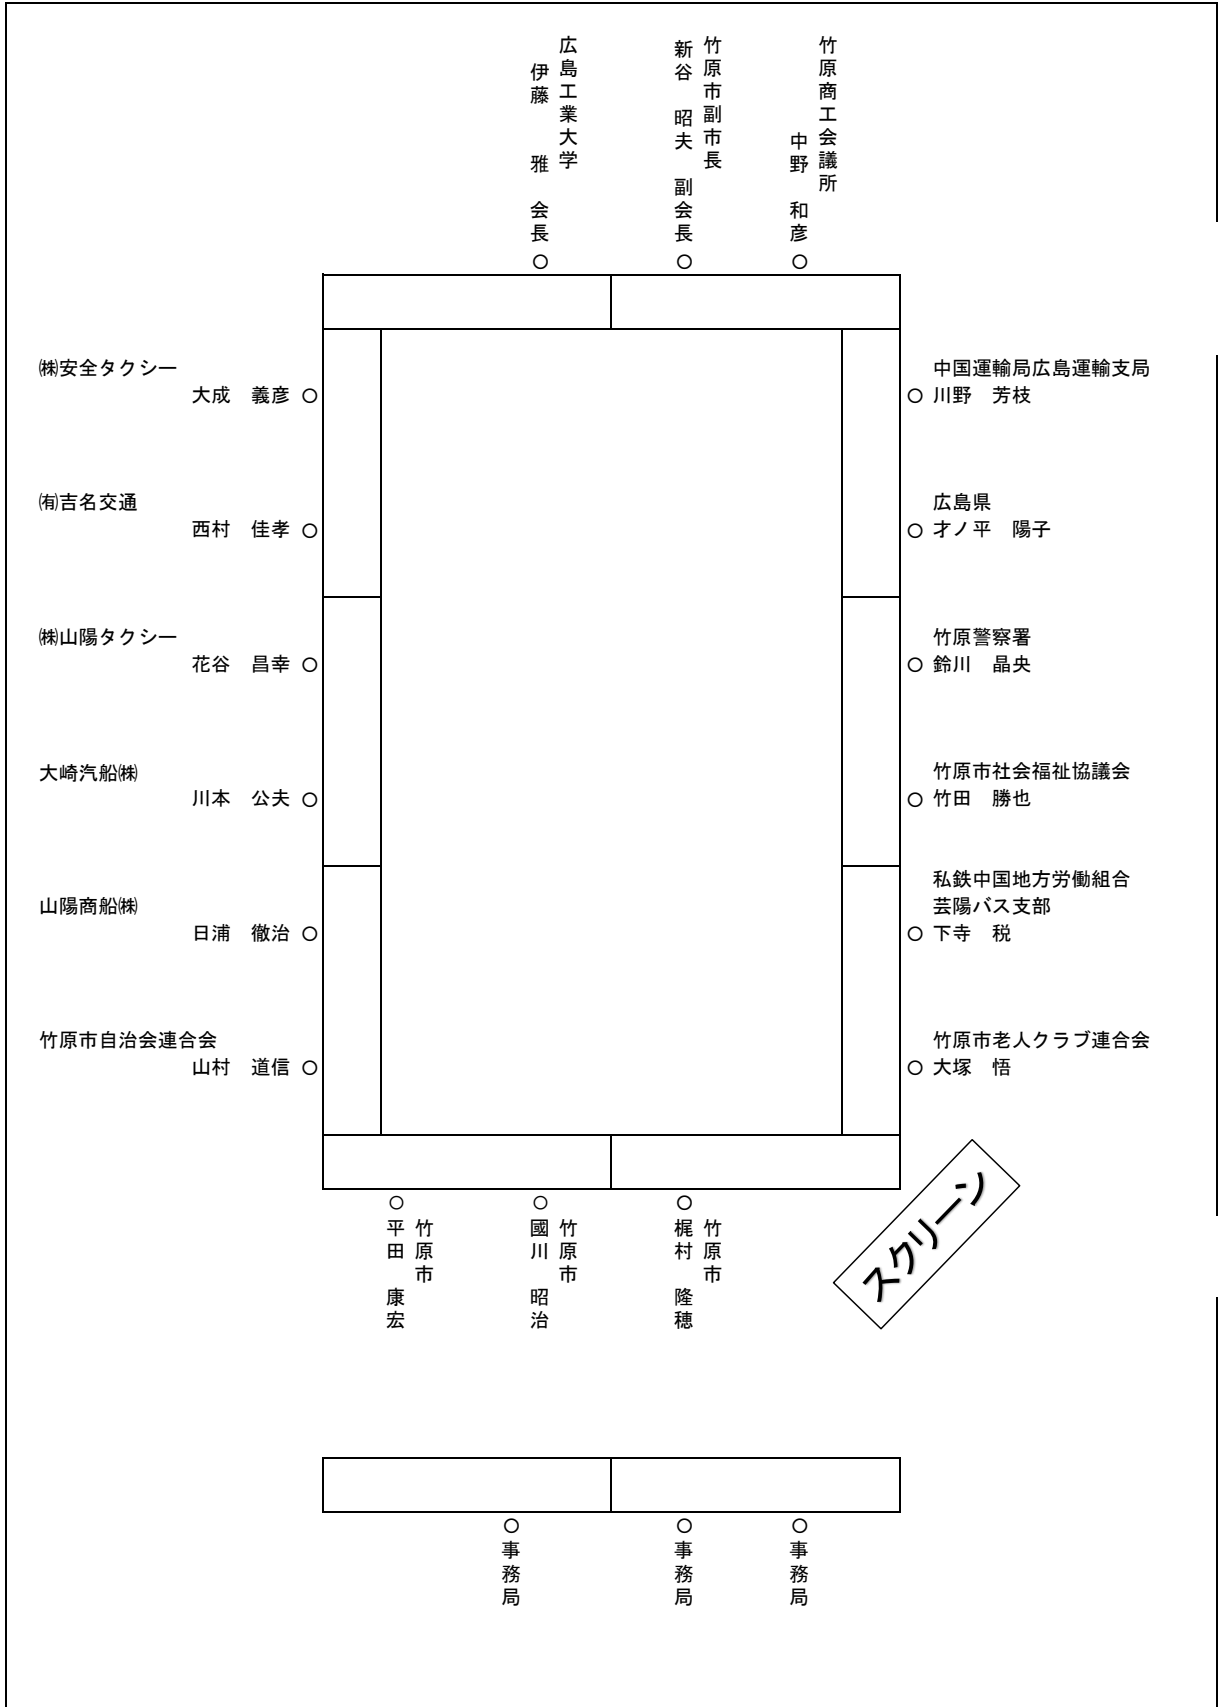 竹原商工会議所
中野　和彦
竹原市副市長
新谷　昭夫　副会長
広島工業大学
伊藤　雅　会長
㈱安全タクシー
大成　義彦
㈲吉名交通
西村　佳孝
㈱山陽タクシー
花谷　昌幸
大崎汽船㈱
川本　公夫
山陽商船㈱
日浦　徹治
竹原市自治会連合会
山村　道信
中国運輸局広島運輸支局
川野　芳枝
広島県
才ノ平　陽子
竹原警察署
鈴川　晶央
竹原市社会福祉協議会
竹田　勝也
私鉄中国地方労働組合
芸陽バス支部
下寺　税
竹原市老人クラブ連合会
大塚　悟
スクリーン
竹原市
梶村　隆穂
竹原市
國川　昭治
竹原市
平田　康宏
事務局
事務局
事務局